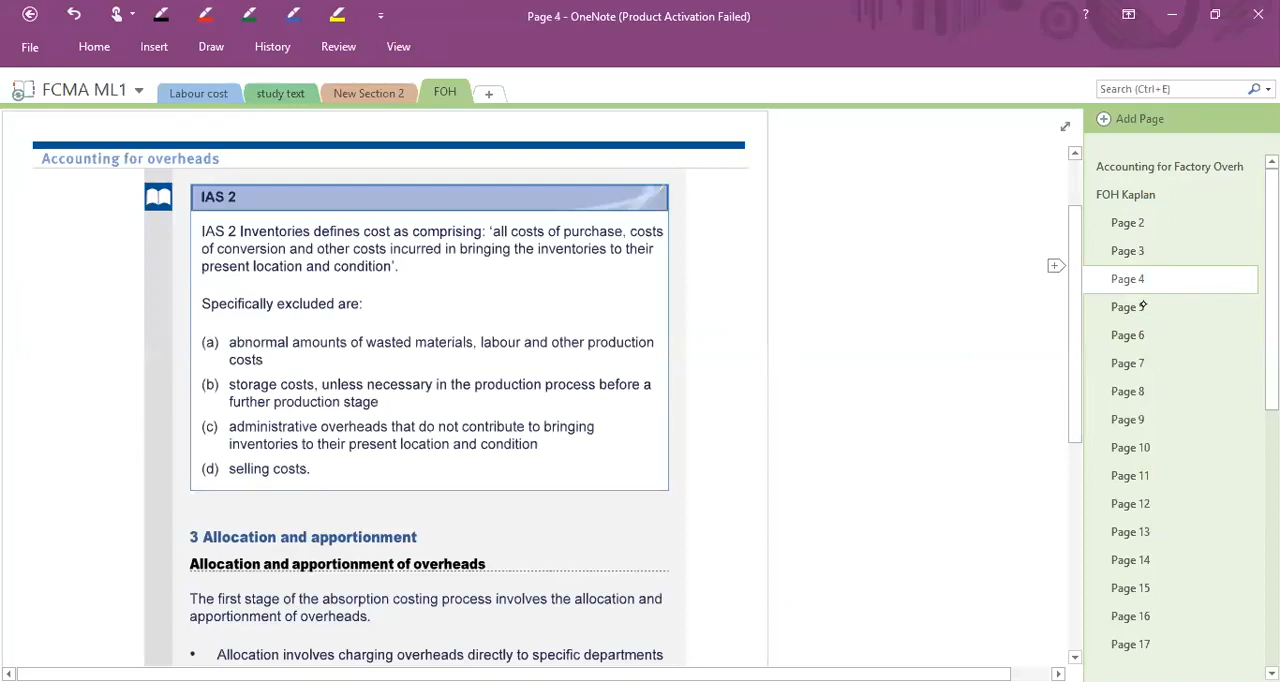 Page 4 - OneNote (Product Activation Failed)
?
File
Home
Insert
Draw
History
Review
View
FCMA ML1
Labour cost
study text
New Section 2
FOH
Search (Ctrl+E)
Add Page
Accounting for Factory Overh
FOH Kaplan
Page 2
Page 3
Page 4
Page 5
Page 6
Page 7
Page 8
Page 9
Page 10
Page 11
Page 12
Page 13
Page 14
Page 15
Page 16
Page 17
Accounting for overheads
IAS 2
IAS 2 Inventories defines cost as comprising: ‘all costs of purchase, costs
of conversion and other costs incurred in bringing the inventories to their
present location and condition’.
Specifically excluded are:
(a) abnormal amounts of wasted materials, labour and other production
costs
(b) storage costs, unless necessary in the production process before a
further production stage
(c) administrative overheads that do not contribute to bringing
inventories to their present location and condition
(d) selling costs.
3 Allocation and apportionment
Allocation and apportionment of overheads
The first stage of the absorption costing process involves the allocation and
apportionment of overheads.
• Allocation involves charging overheads directly to specific departments